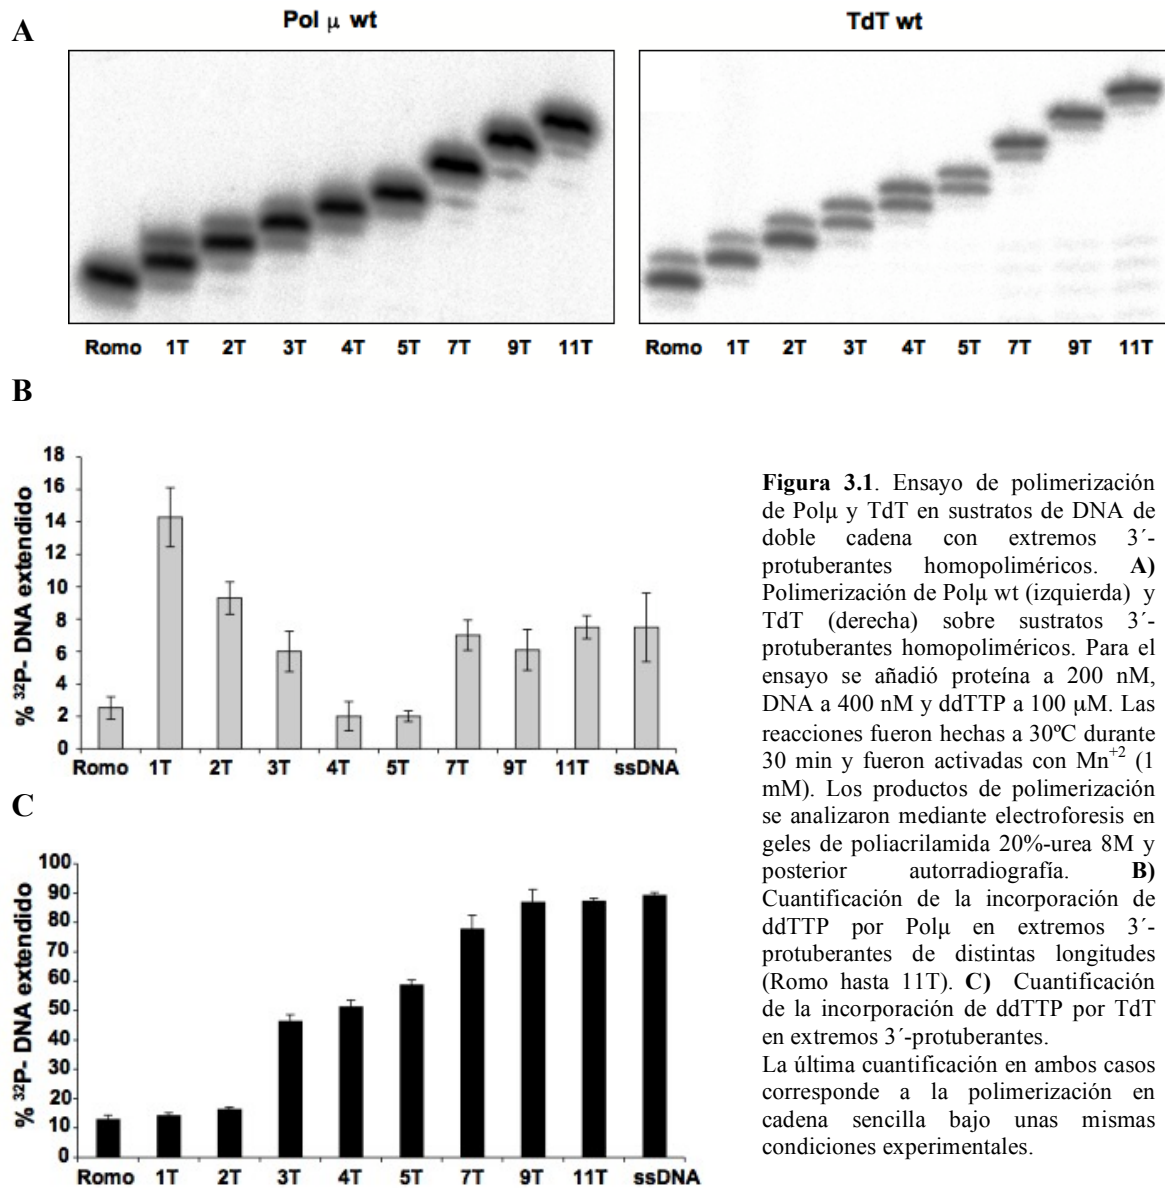 A
Pol μ wt
TdT wt
Romo 1T 2T 3T 4T 5T 7T 9T 11T
Romo 1T 2T 3T 4T 5T 7T 9T 11T
B
% ³²P- DNA extendido
18
16
14
12
10
8
6
4
2
0
Romo 1T 2T 3T 4T 5T 7T 9T 11T ssDNA
C
% ³²P- DNA extendido
100
90
80
70
60
50
40
30
20
10
0
Romo 1T 2T 3T 4T 5T 7T 9T 11T ssDNA
Figura 3.1. Ensayo de polimerización
de Polμ y TdT en sustratos de DNA de
doble cadena con extremos 3´-
protuberantes homopoliméricos. A)
Polimerización de Polμ wt (izquierda) y
TdT (derecha) sobre sustratos 3´-
protuberantes homopoliméricos. Para el
ensayo se añadió proteína a 200 nM,
DNA a 400 nM y ddTTP a 100 μM. Las
reacciones fueron hechas a 30ºC durante
30 min y fueron activadas con Mn⁺² (1
mM). Los productos de polimerización
se analizaron mediante electroforesis en
geles de poliacrilamida 20%-urea 8M y
posterior autorradiografía. B)
Cuantificación de la incorporación de
ddTTP por Polμ en extremos 3´-
protuberantes de distintas longitudes
(Romo hasta 11T). C) Cuantificación
de la incorporación de ddTTP por TdT
en extremos 3´-protuberantes.
La última cuantificación en ambos casos
corresponde a la polimerización en
cadena sencilla bajo unas mismas
condiciones experimentales.